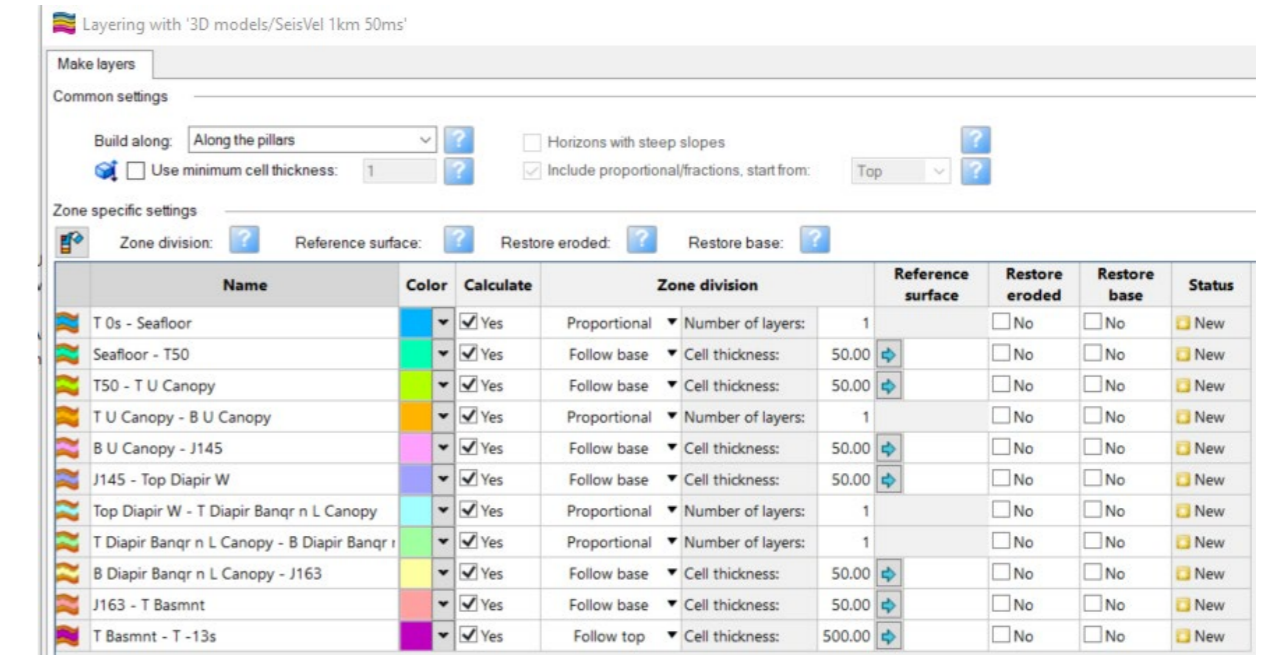 Layering with '3D models/SeisVel 1km 50ms'
Make layers
Common settings
Build along: Along the pillars ? Horizons with steep slopes ?
Use minimum cell thickness: 1 ? Include proportional/fractions, start from: Top ?
Zone specific settings
Zone division: ? Reference surface: ? Restore eroded: ? Restore base: ?
Name Color Calculate Zone division Reference surface Restore eroded Restore base Status
T 0s - Seafloor Yes Proportional Number of layers: 1 No No New
Seafloor - T50 Yes Follow base Cell thickness: 50.00 No No New
T50 - T U Canopy Yes Follow base Cell thickness: 50.00 No No New
T U Canopy - B U Canopy Yes Proportional Number of layers: 1 No No New
B U Canopy - J145 Yes Follow base Cell thickness: 50.00 No No New
J145 - Top Diapir W Yes Follow base Cell thickness: 50.00 No No New
Top Diapir W - T Diapir Banqr n L Canopy Yes Proportional Number of layers: 1 No No New
T Diapir Banqr n L Canopy - B Diapir Banqr Yes Proportional Number of layers: 1 No No New
B Diapir Banqr n L Canopy - J163 Yes Follow base Cell thickness: 50.00 No No New
J163 - T Basmnt Yes Follow base Cell thickness: 50.00 No No New
T Basmnt - T -13s Yes Follow top Cell thickness: 500.00 No No New